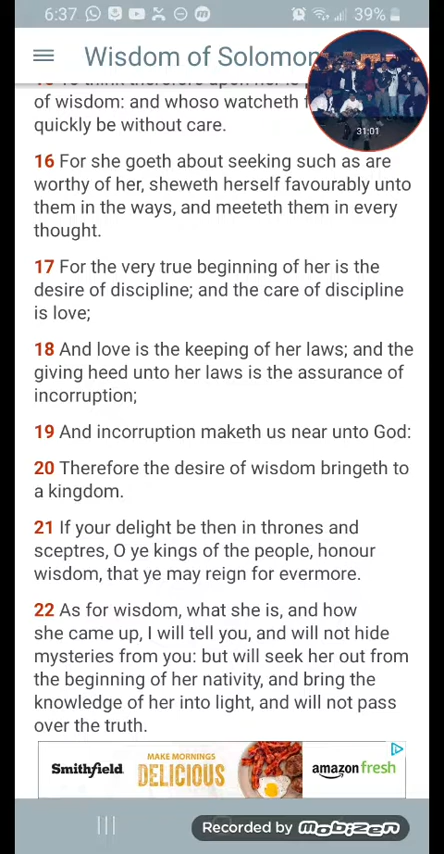 6:37
39%
Wisdom of Solomon
of wisdom: and whoso watcheth
quickly be without care.
31:01
16 For she goeth about seeking such as are
worthy of her, sheweth herself favourably unto
them in the ways, and meeteth them in every
thought.
17 For the very true beginning of her is the
desire of discipline; and the care of discipline
is love;
18 And love is the keeping of her laws; and the
giving heed unto her laws is the assurance of
incorruption;
19 And incorruption maketh us near unto God:
20 Therefore the desire of wisdom bringeth to
a kingdom.
21 If your delight be then in thrones and
sceptres, O ye kings of the people, honour
wisdom, that ye may reign for evermore.
22 As for wisdom, what she is, and how
she came up, I will tell you, and will not hide
mysteries from you: but will seek her out from
the beginning of her nativity, and bring the
knowledge of her into light, and will not pass
over the truth.
Smithfield
MAKE MORNINGS
DELICIOUS
amazon fresh
Recorded by Mobizen